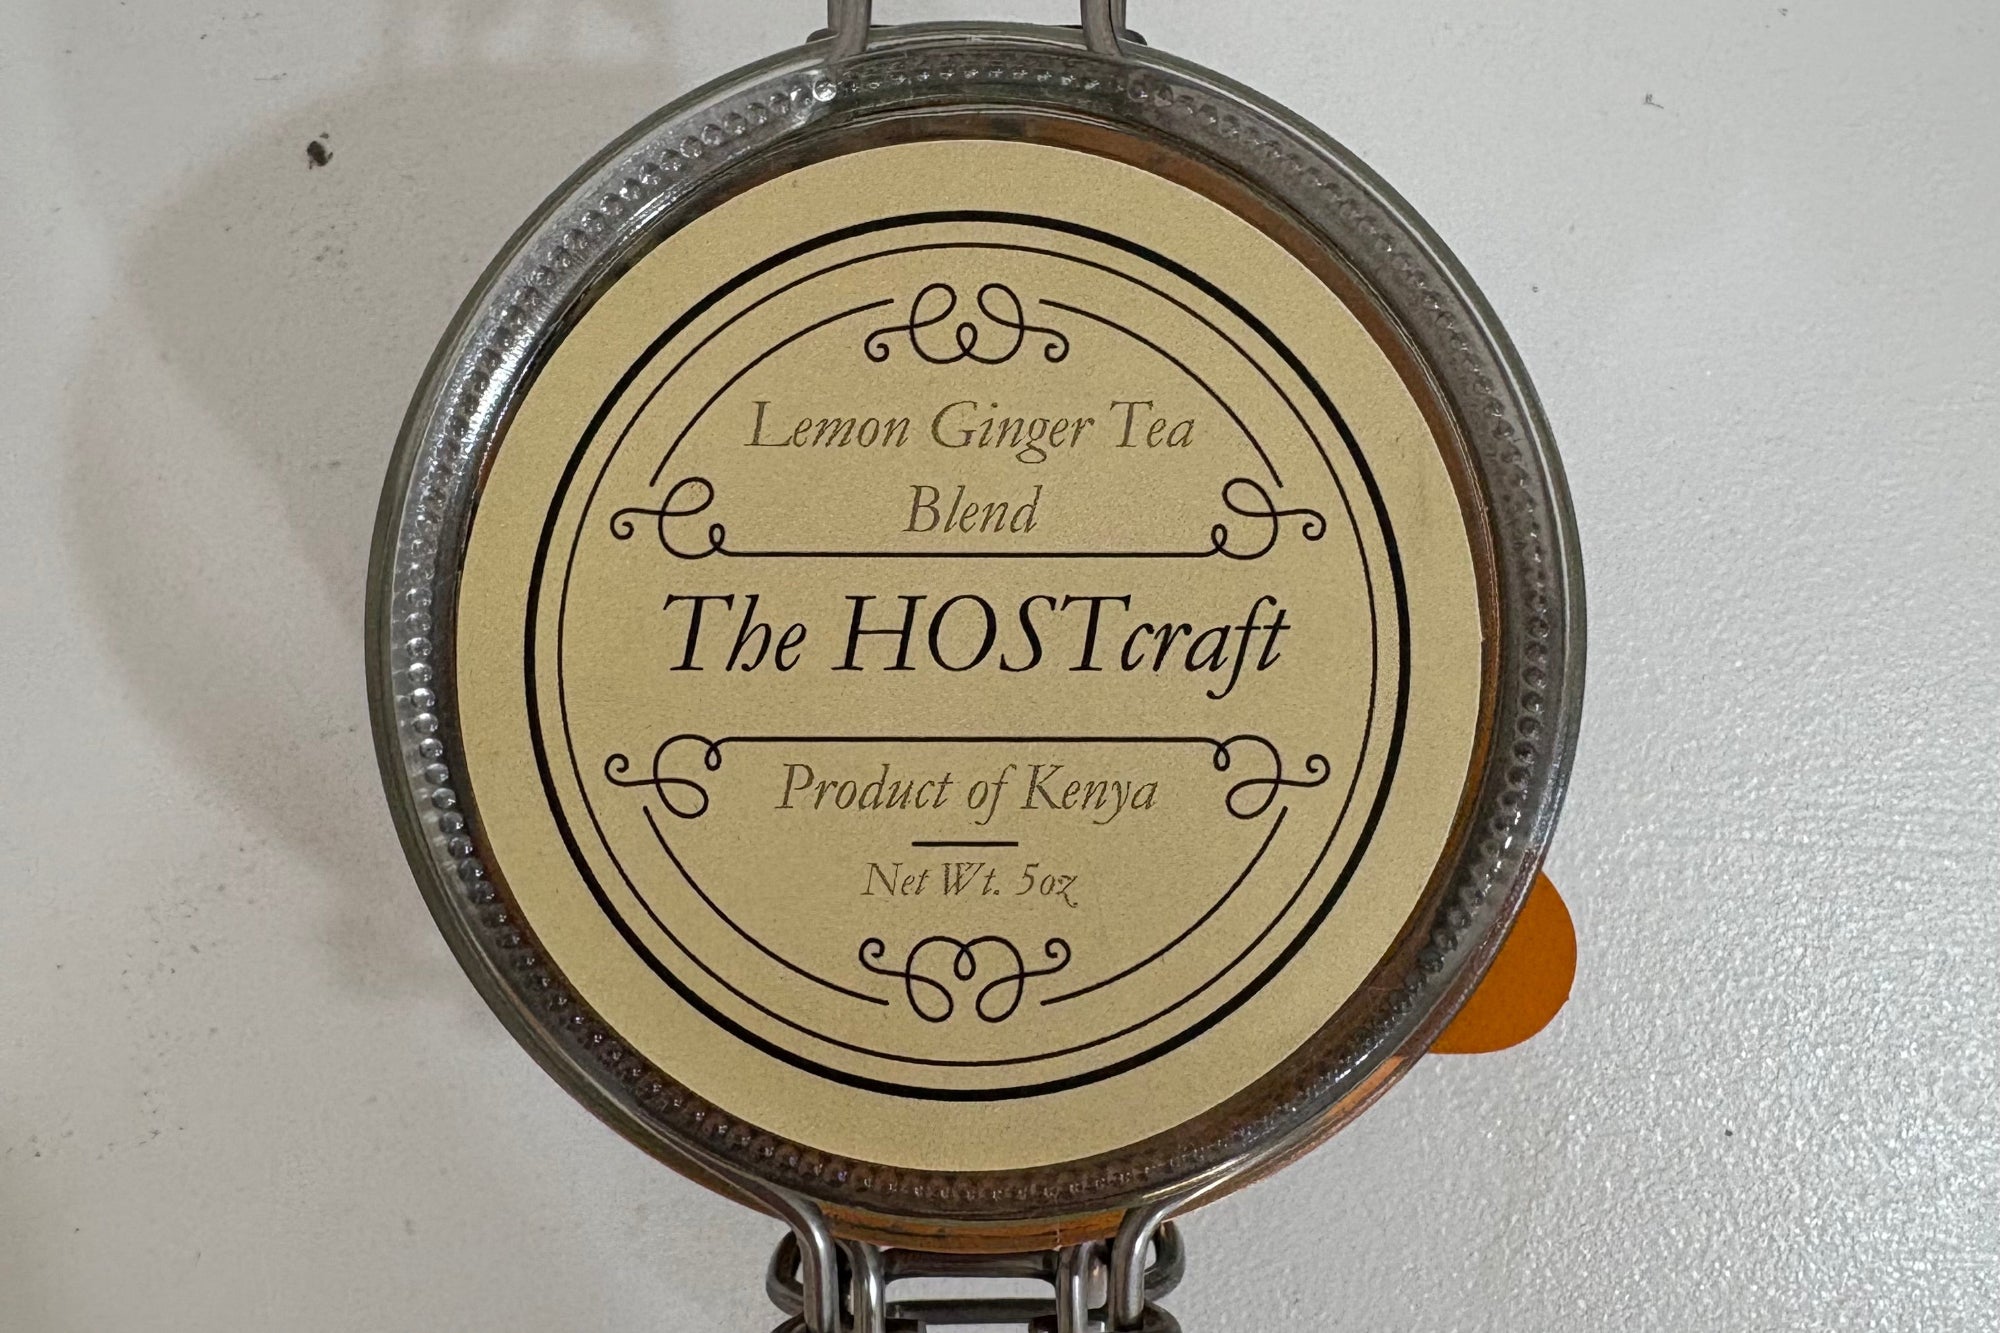 Lemon Ginger Tea
Blend
The HOSTcraft
Product of Kenya
Net Wt. 5oz